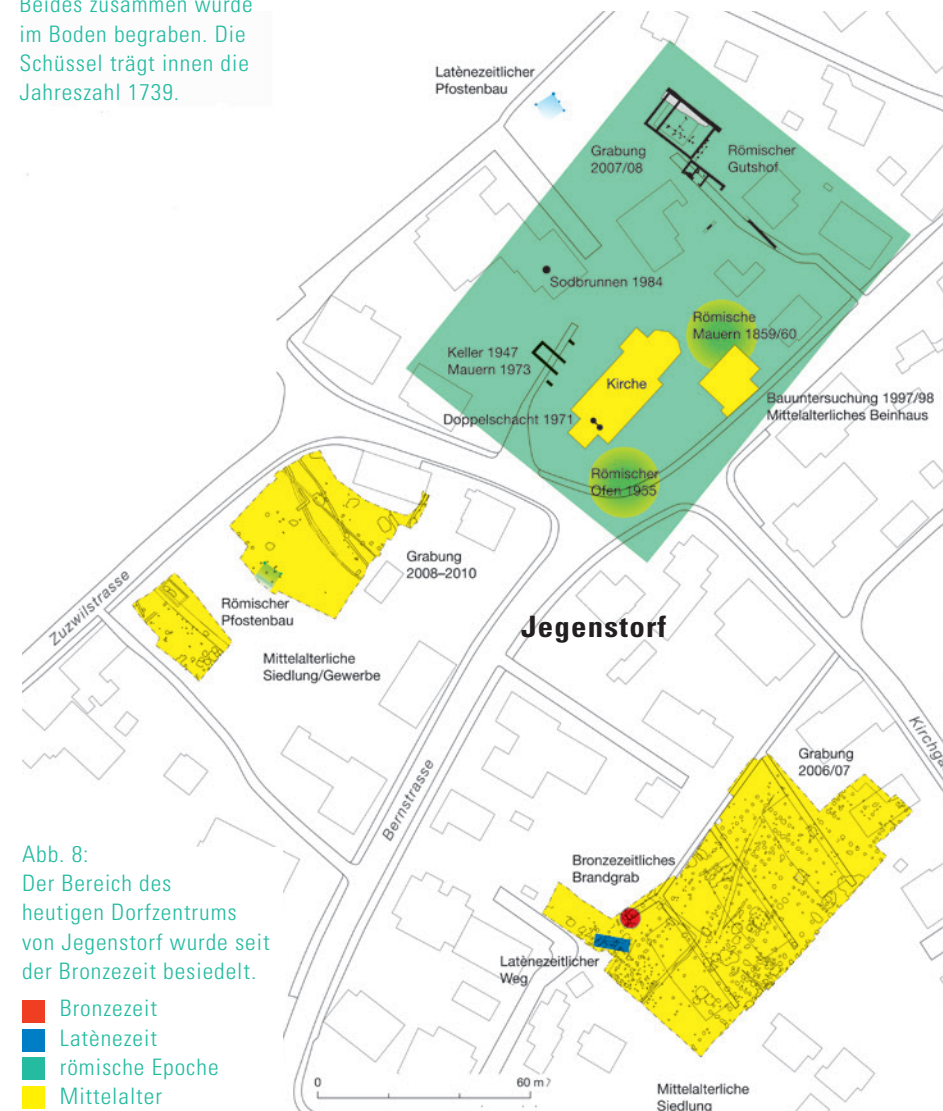 Beides zusammen wurde
im Boden begraben. Die
Schüssel trägt innen die
Jahreszahl 1739.
Latènezeitlicher
Pfostenbau
Grabung
2007/08
Römischer
Gutshof
Sodbrunnen 1984
Römische
Mauern 1859/60
Keller 1947
Mauern 1973
Kirche
Bauuntersuchung 1997/98
Mittelalterliches Beinhaus
Doppelschacht 1971
Römischer
Ofen 1955
Grabung
2008–2010
Zuzwilstrasse
Römischer
Pfostenbau
Jegenstorf
Mittelalterliche
Siedlung/Gewerbe
Kirchga
Grabung
2006/07
Bernstrasse
Bronzezeitliches
Brandgrab
Latènezeitlicher
Weg
Abb. 8:
Der Bereich des
heutigen Dorfzentrums
von Jegenstorf wurde seit
der Bronzezeit besiedelt.
Bronzezeit
Latènezeit
römische Epoche
Mittelalter
0 60 m
Mittelalterliche
Siedlung